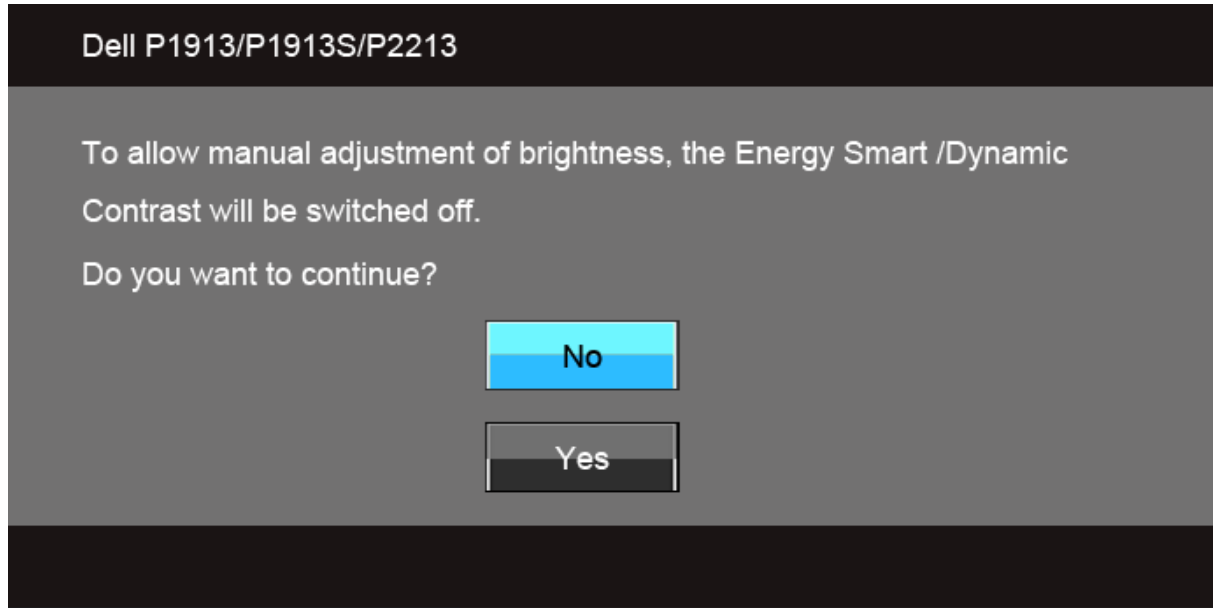 Dell P1913/P1913S/P2213
To allow manual adjustment of brightness, the Energy Smart /Dynamic
Contrast will be switched off.
Do you want to continue?
No
Yes